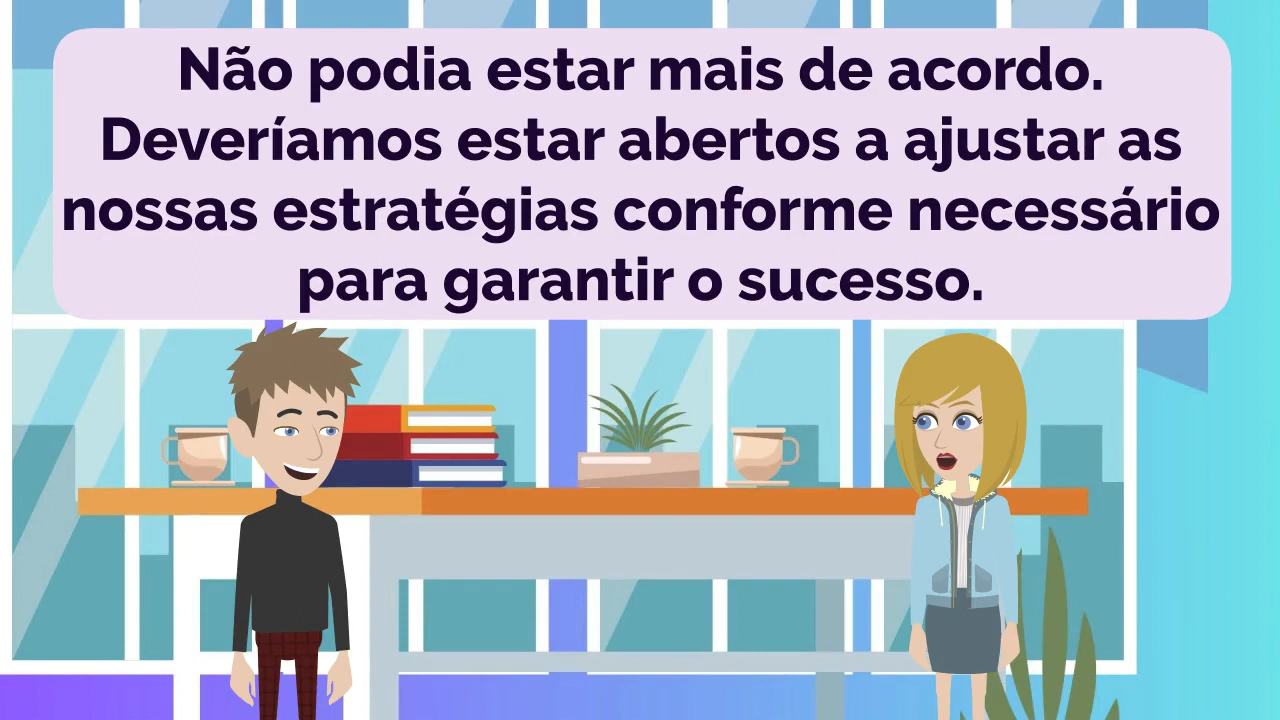 Não podia estar mais de acordo.
Deveríamos estar abertos a ajustar as
nossas estratégias conforme necessário
para garantir o sucesso.